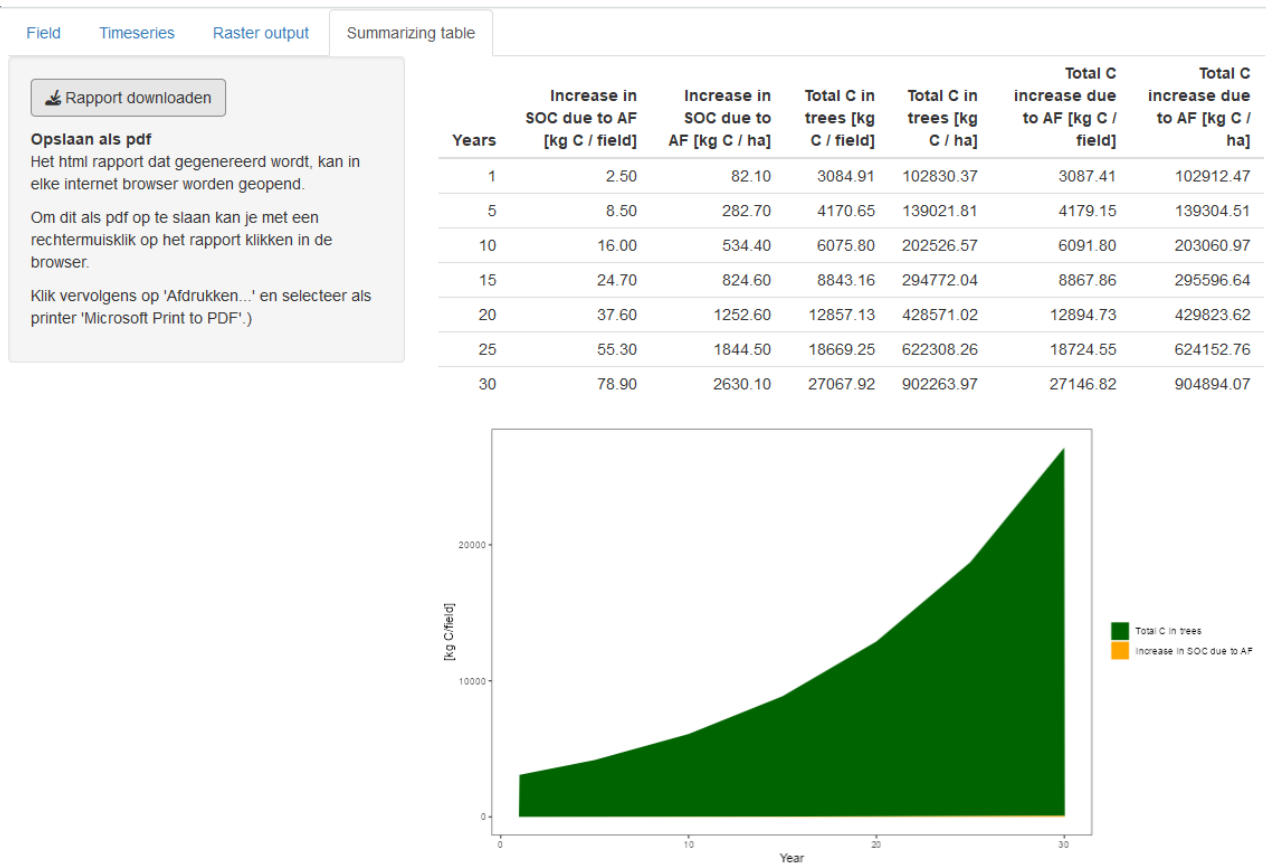 Field Timeseries Raster output Summarizing table
Rapport downloaden
Opslaan als pdf
Het html rapport dat gegenereerd wordt, kan in
elke internet browser worden geopend.
Om dit als pdf op te slaan kan je met een
rechtermuisklik op het rapport klikken in de
browser.
Klik vervolgens op 'Afdrukken...' en selecteer als
printer 'Microsoft Print to PDF'.)
Total C Total C
Increase in Increase in Total C in Total C in increase due increase due
SOC due to AF SOC due to trees [kg trees [kg to AF [kg C / to AF [kg C /
Years [kg C / field] AF [kg C / ha] C / field] C / ha] field] ha]
1 2.50 82.10 3084.91 102830.37 3087.41 102912.47
5 8.50 282.70 4170.65 139021.81 4179.15 139304.51
10 16.00 534.40 6075.80 202526.57 6091.80 203060.97
15 24.70 824.60 8843.16 294772.04 8867.86 295596.64
20 37.60 1252.60 12857.13 428571.02 12894.73 429823.62
25 55.30 1844.50 18669.25 622308.26 18724.55 624152.76
30 78.90 2630.10 27067.92 902263.97 27146.82 904894.07
20000
10000
0
[kg C/field]
0 10 20 30
Year
Total C in trees
Increase in SOC due to AF